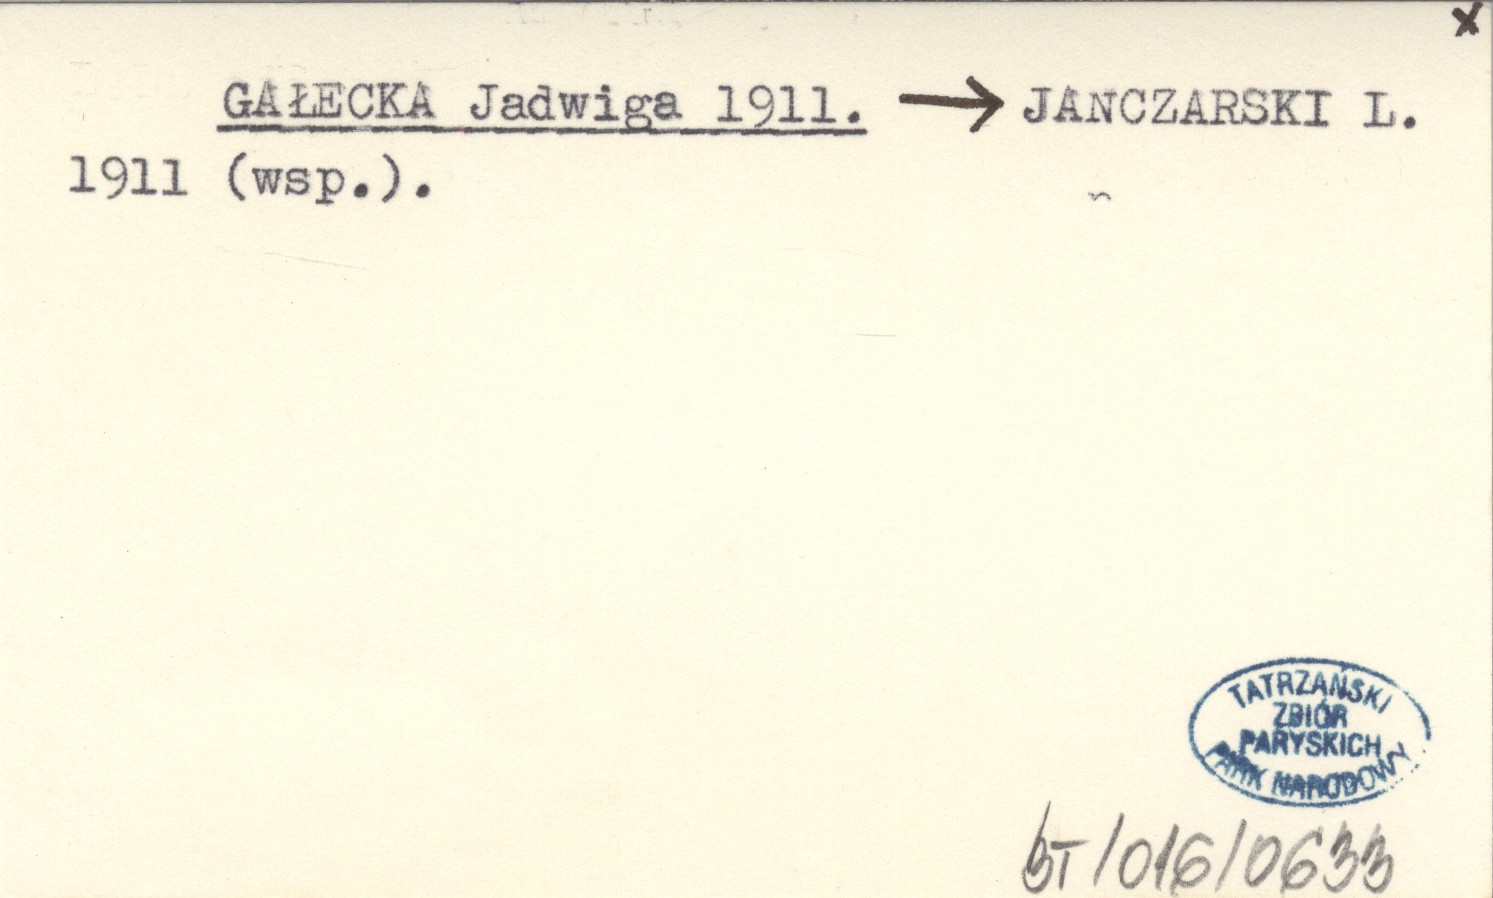 x
GAŁECKA Jadwiga 1911. → JANCZARSKI L.
1911 (wsp.).
TATRZAŃSKI
ZBIÓR
PARYSKICH
PARK NARODOWY
BT/016/0633